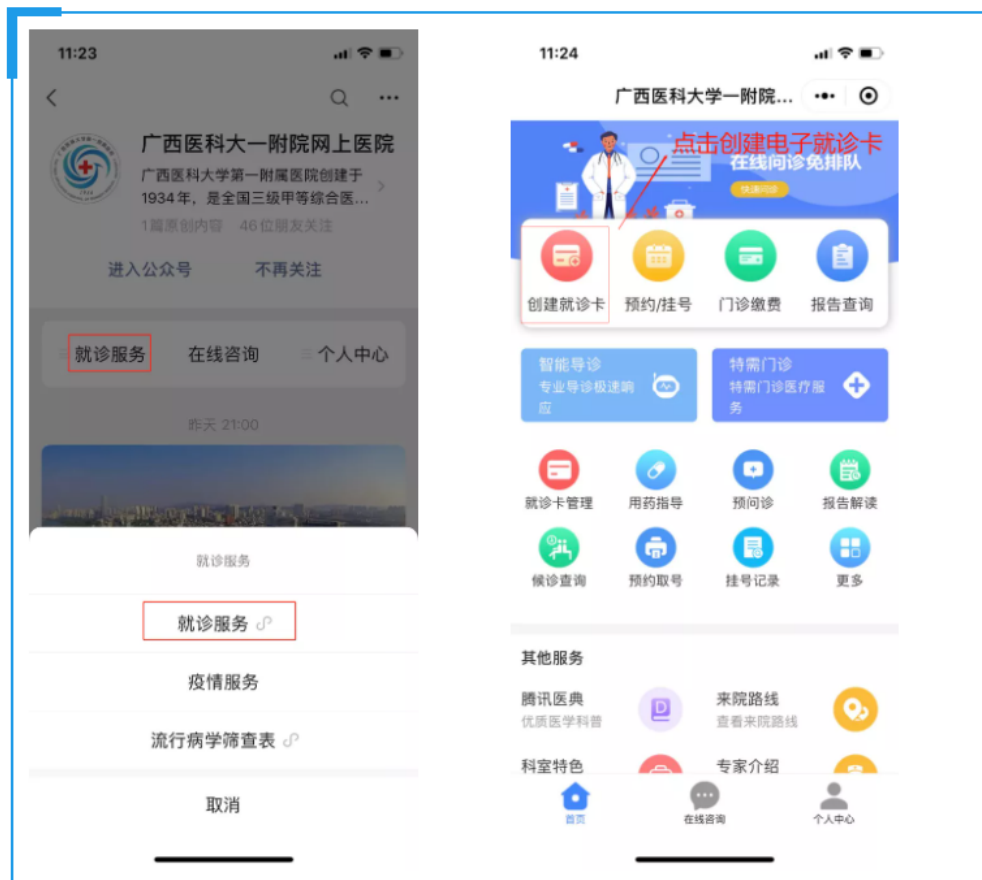 11:23
广西医科大一附院网上医院
广西医科大学第一附属医院创建于
1934年，是全国三级甲等综合医...
1篇原创内容 46位朋友关注
进入公众号 不再关注
就诊服务 在线咨询 个人中心
昨天 21:00
就诊服务
就诊服务
疫情服务
流行病学筛查表
取消
11:24
广西医科大学一附院...
点击创建电子就诊卡
在线问诊免排队
快速问诊
创建就诊卡 预约/挂号 门诊缴费 报告查询
智能导诊
专业导诊极速响
应
特需门诊
特需门诊医疗服
务
就诊卡管理 用药指导 预问诊 报告解读
候诊查询 预约取号 挂号记录 更多
其他服务
腾讯医典 来院路线
优质医学科普 查看来院路线
科室特色 专家介绍
首页 在线咨询 个人中心